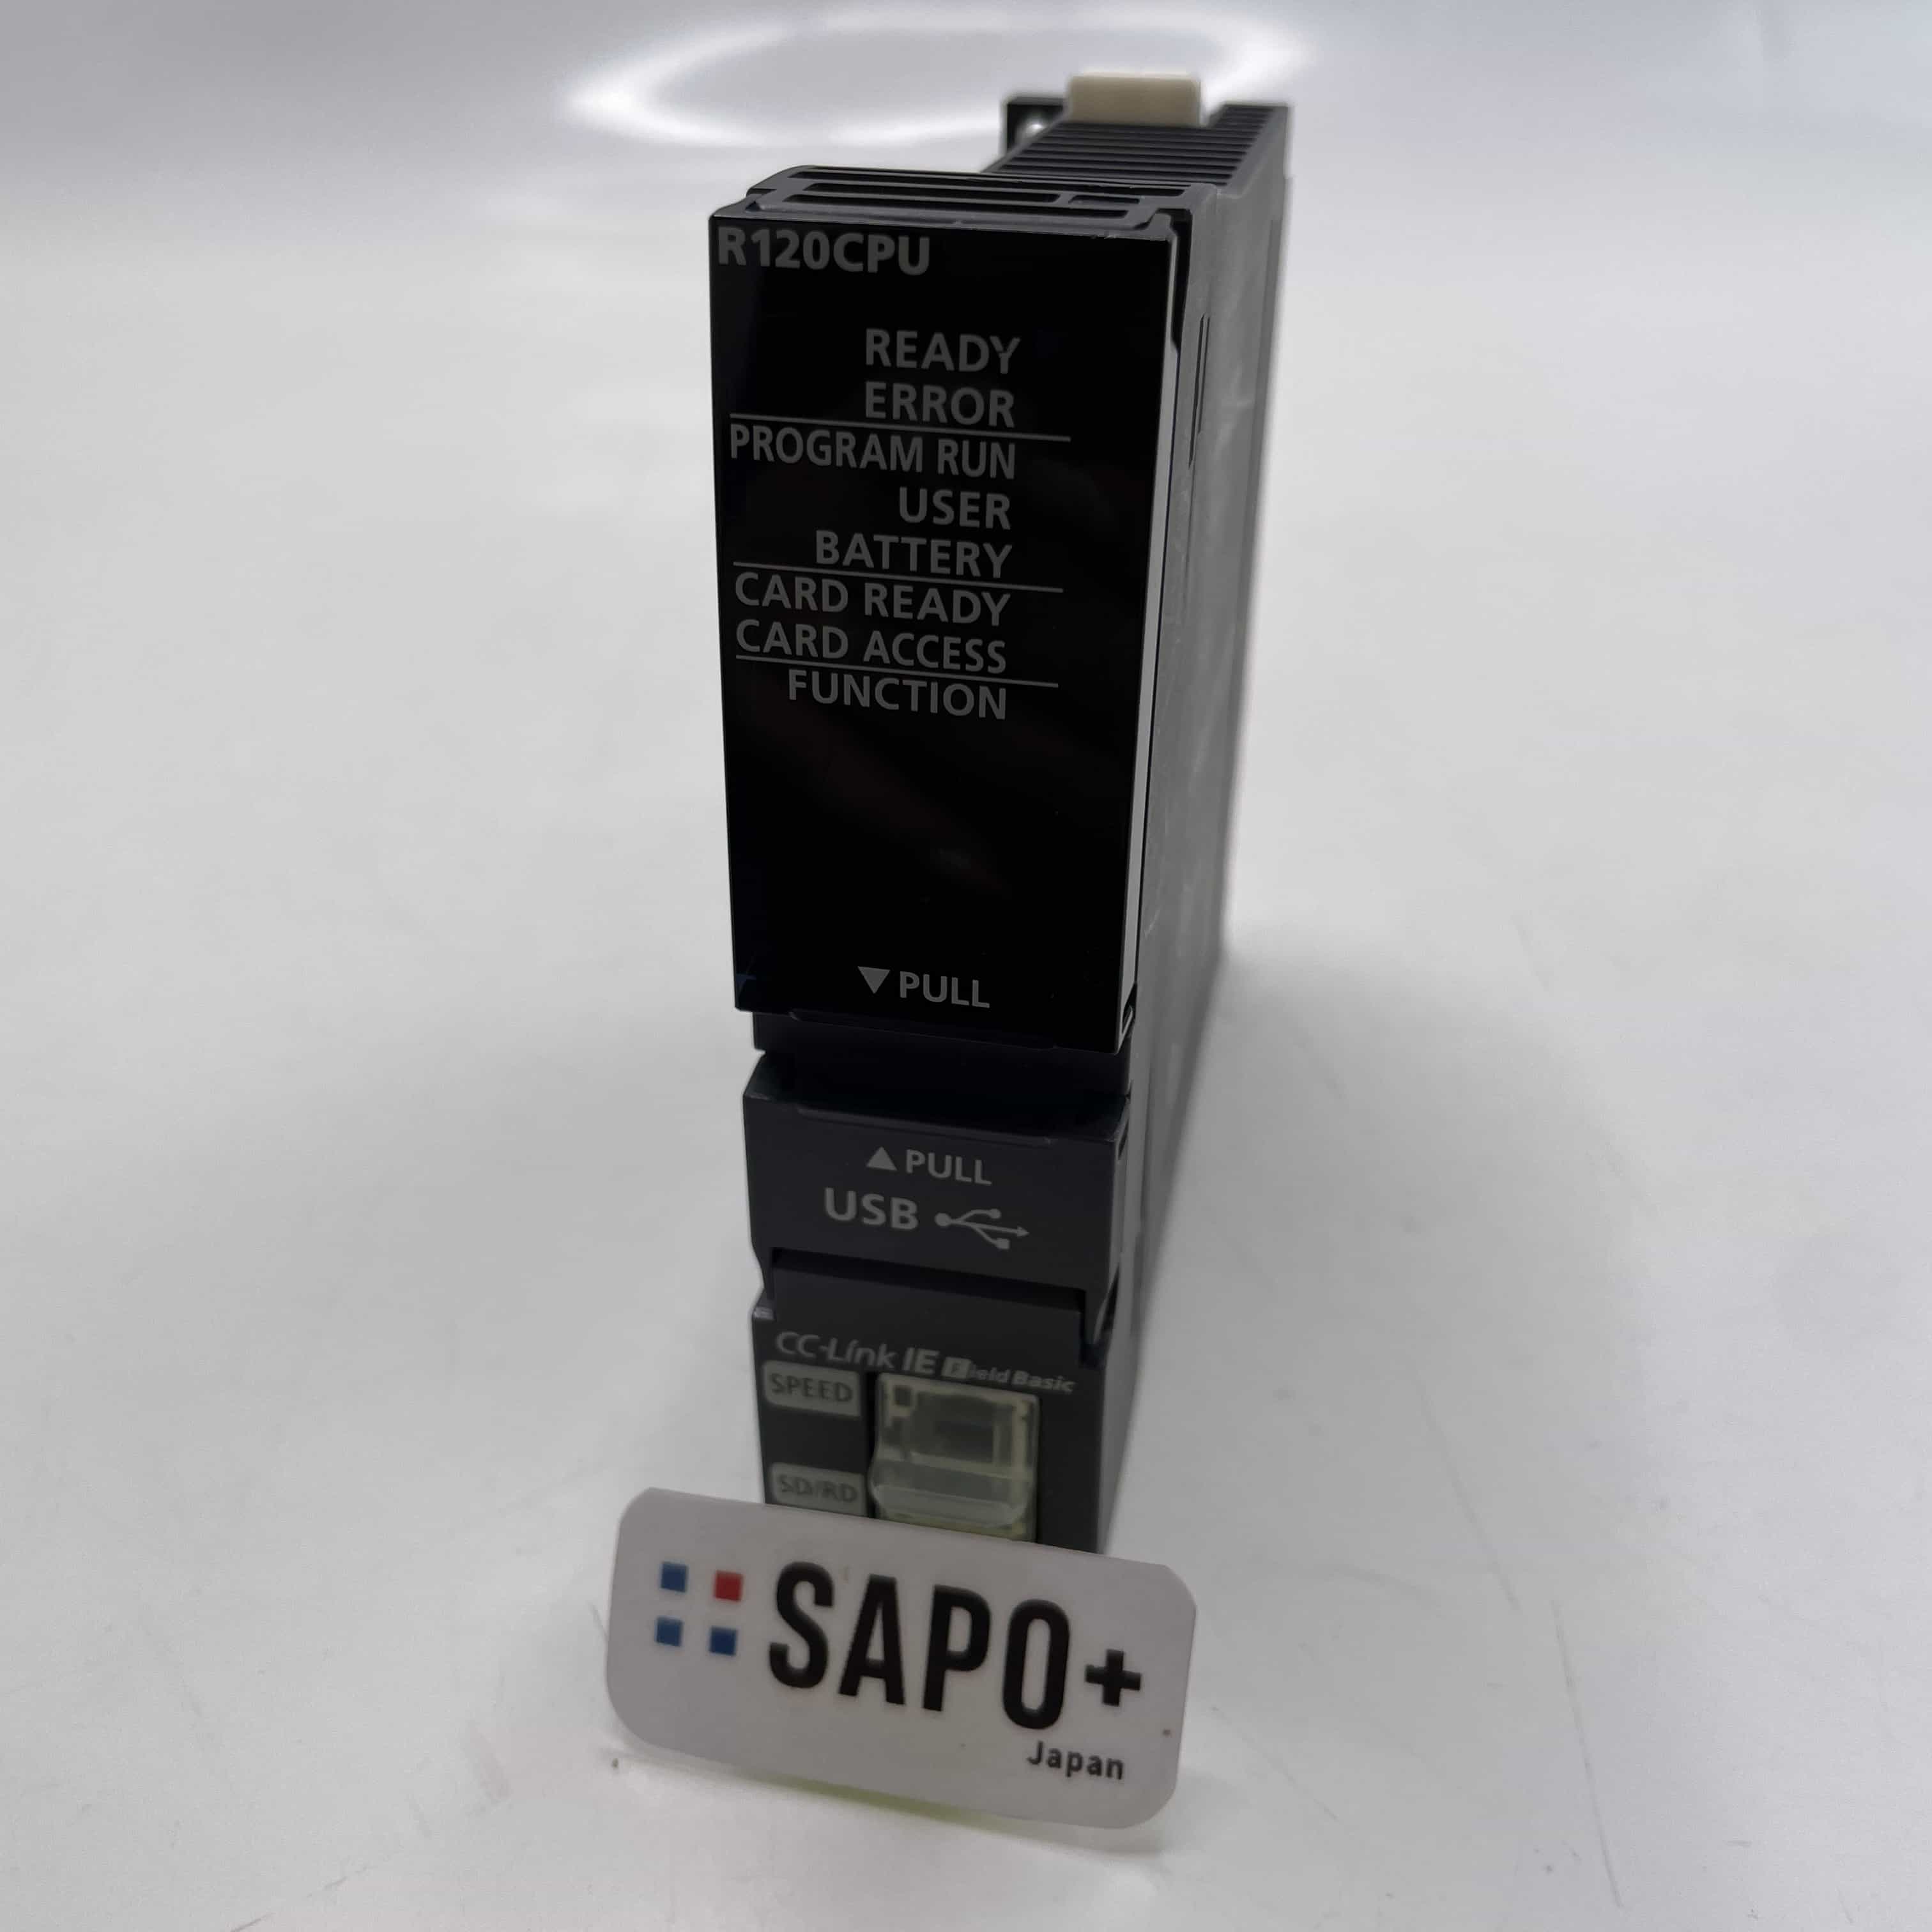 R120CPU
READY
ERROR
PROGRAM RUN
USER
BATTERY
CARD READY
CARD ACCESS
FUNCTION
▼PULL
▲PULL
USB
CC-Link IE Field Basic
SPEED
SD/RD
SAPO+
Japan